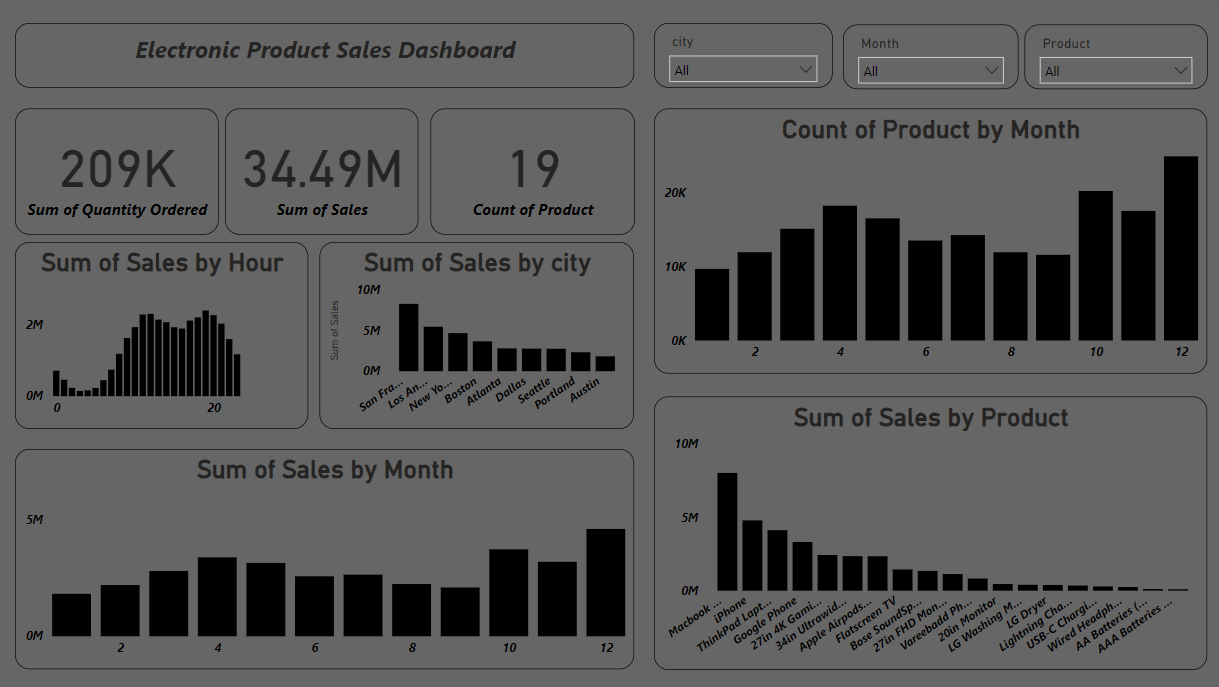 Electronic Product Sales Dashboard
city
All
Month
All
Product
All
209K
Sum of Quantity Ordered
34.49M
Sum of Sales
19
Count of Product
Count of Product by Month
20K
10K
0K
2 4 6 8 10 12
Sum of Sales by Hour
2M
0M
0 20
Sum of Sales by city
Sum of Sales
10M
5M
0M
San Fra...
Los An...
New Yo...
Boston
Atlanta
Dallas
Seattle
Portland
Austin
Sum of Sales by Month
5M
0M
2 4 6 8 10 12
Sum of Sales by Product
10M
5M
0M
Macbook ...
iPhone
ThinkPad Lapt...
Google Phone
27in 4K Gami...
34in Ultrawid...
Apple Airpods...
Flatscreen TV
Bose SoundSp...
27in FHD Mon...
Vareebadd Ph...
20in Monitor
LG Washing M...
LG Dryer
Lightning Cha...
USB-C Chargi...
Wired Headph...
AA Batteries (...
AAA Batteries ...